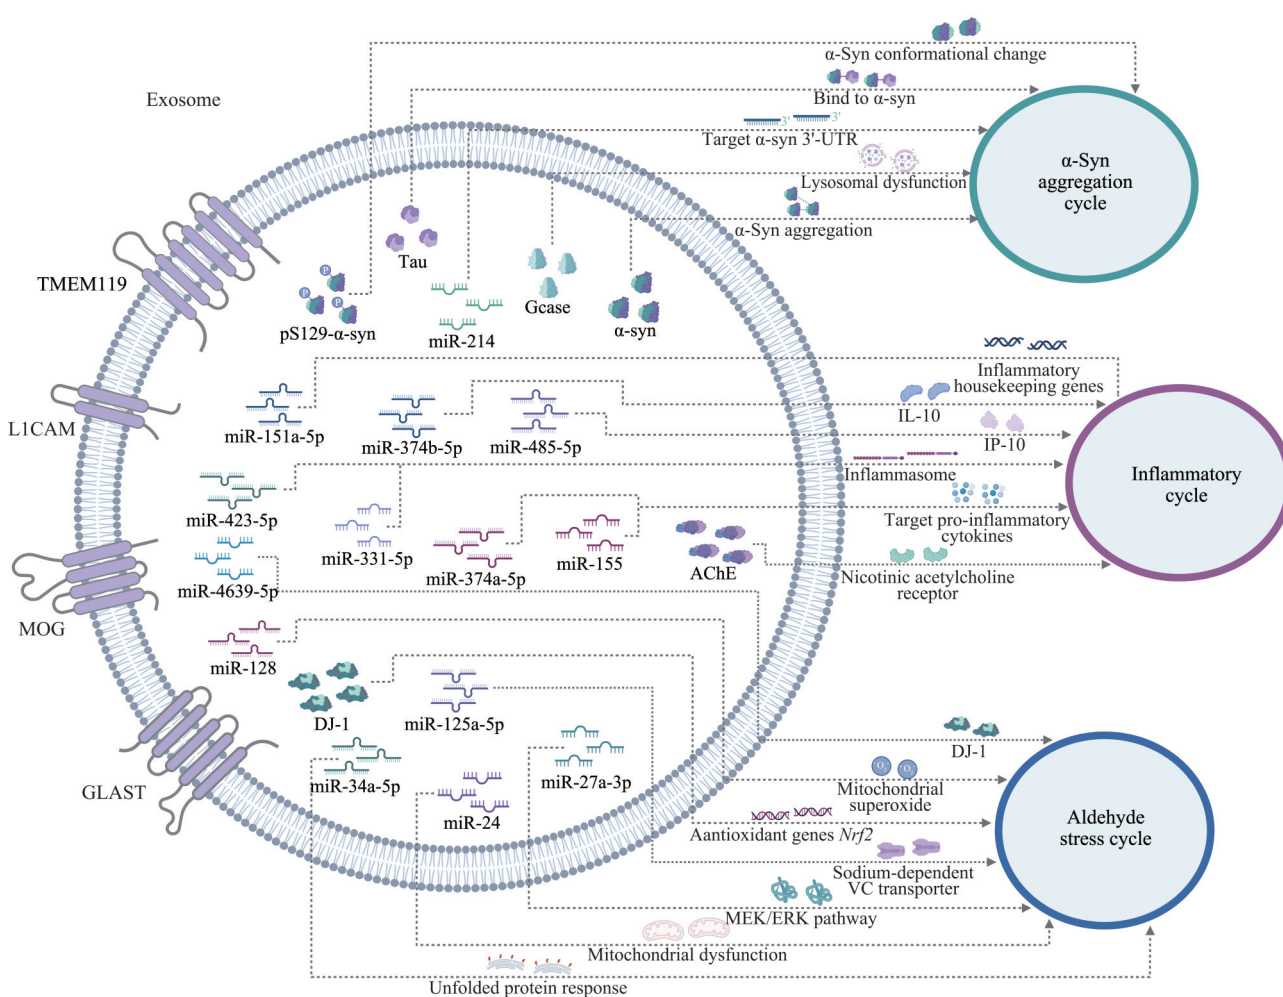 α-Syn conformational change
Exosome
Bind to α-syn
3'
3'
Target α-syn 3'-UTR
α-Syn
aggregation
cycle
Lysosomal dysfunction
α-Syn aggregation
TMEM119
Tau
Gcase
pS129-α-syn
P
P
P
miR-214
α-syn
Inflammatory
housekeeping genes
L1CAM
miR-151a-5p
miR-374b-5p
miR-485-5p
IL-10
IP-10
Inflammasome
Inflammatory
cycle
miR-423-5p
miR-331-5p
miR-374a-5p
miR-155
AChE
Target pro-inflammatory
cytokines
Nicotinic acetylcholine
receptor
miR-4639-5p
MOG
miR-128
DJ-1
miR-125a-5p
DJ-1
GLAST
miR-34a-5p
miR-24
miR-27a-3p
O₂
O₂
Mitochondrial
superoxide
Aantioxidant genes Nrf2
Aldehyde
stress cycle
Sodium-dependent
VC transporter
MEK/ERK pathway
Mitochondrial dysfunction
Unfolded protein response